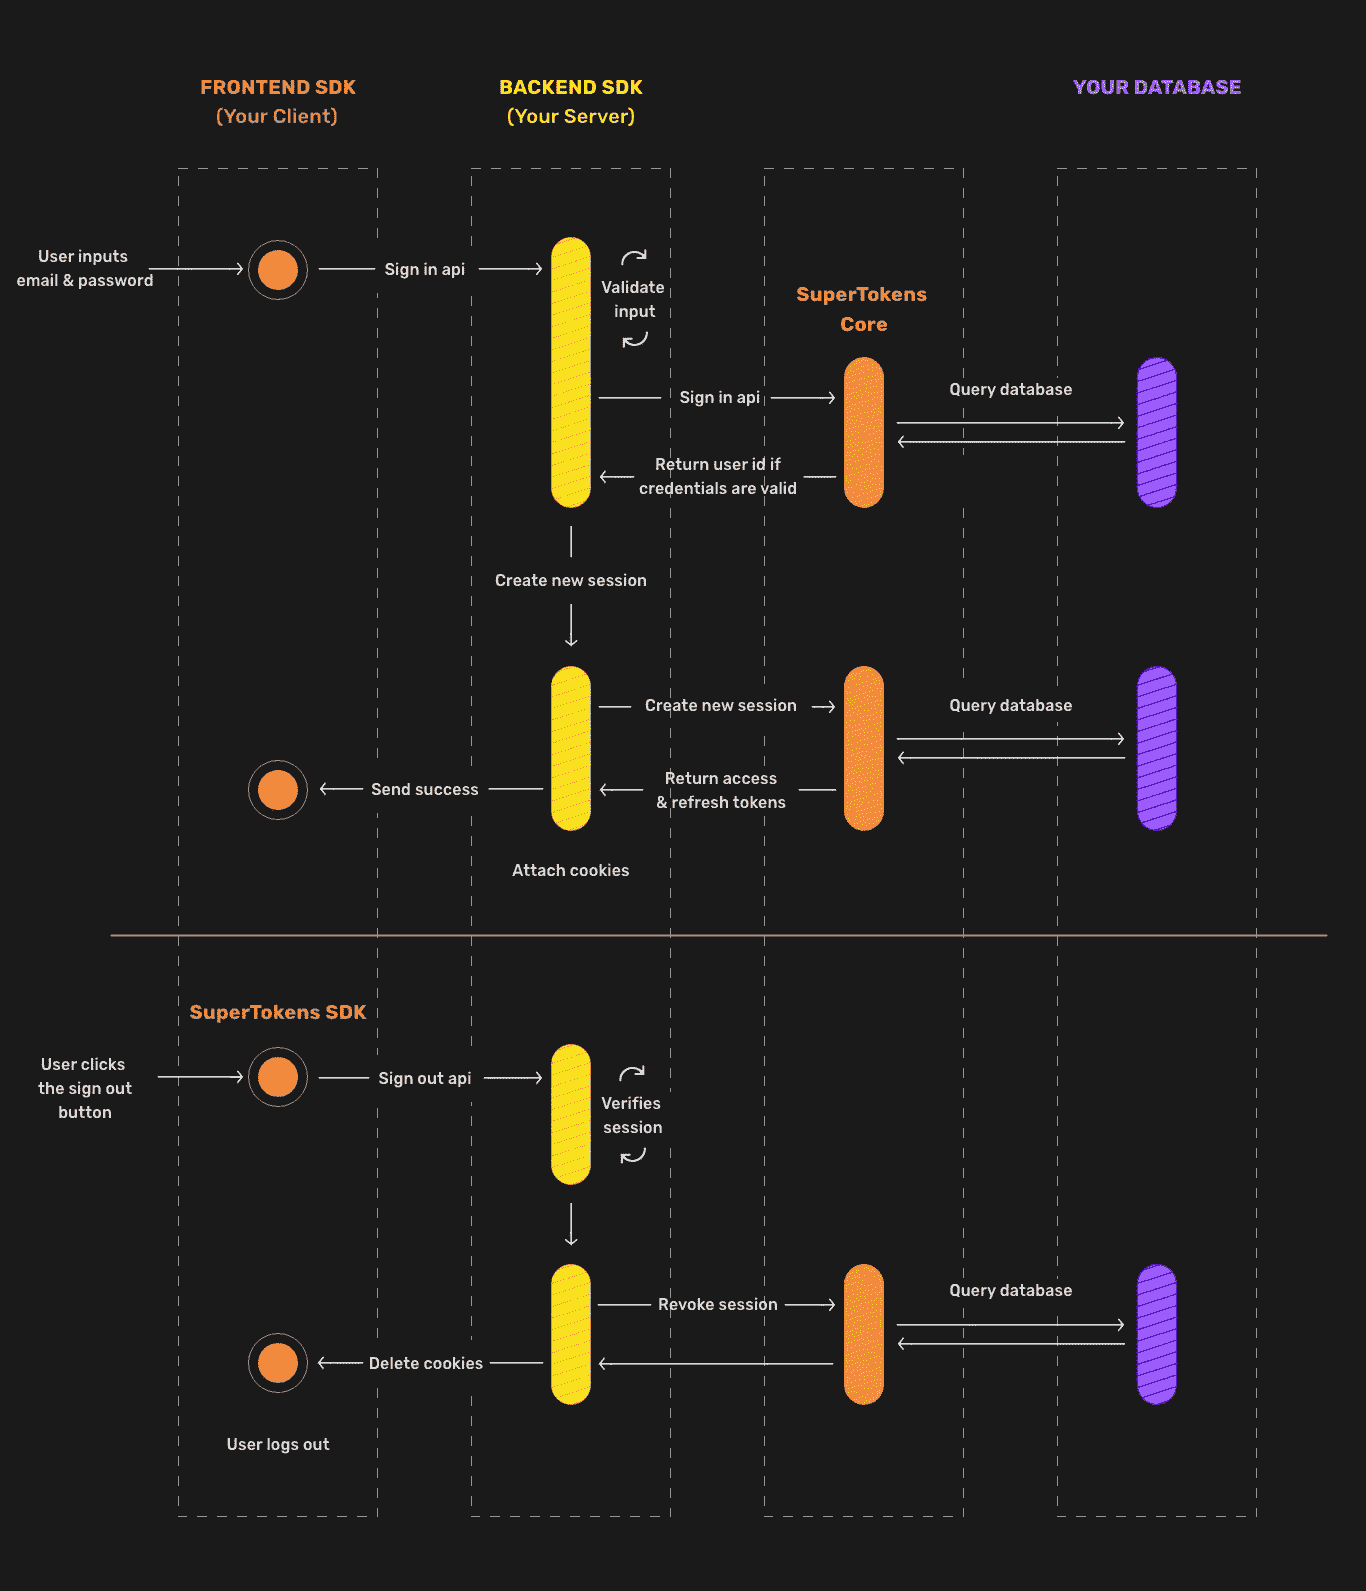 FRONTEND SDK
(Your Client)
BACKEND SDK
(Your Server)
YOUR DATABASE
User inputs
email & password
Sign in api
Validate
input
SuperTokens
Core
Sign in api
Query database
Return user id if
credentials are valid
Create new session
Create new session
Query database
Send success
Return access
& refresh tokens
Attach cookies
SuperTokens SDK
User clicks
the sign out
button
Sign out api
Verifies
session
Revoke session
Query database
Delete cookies
User logs out